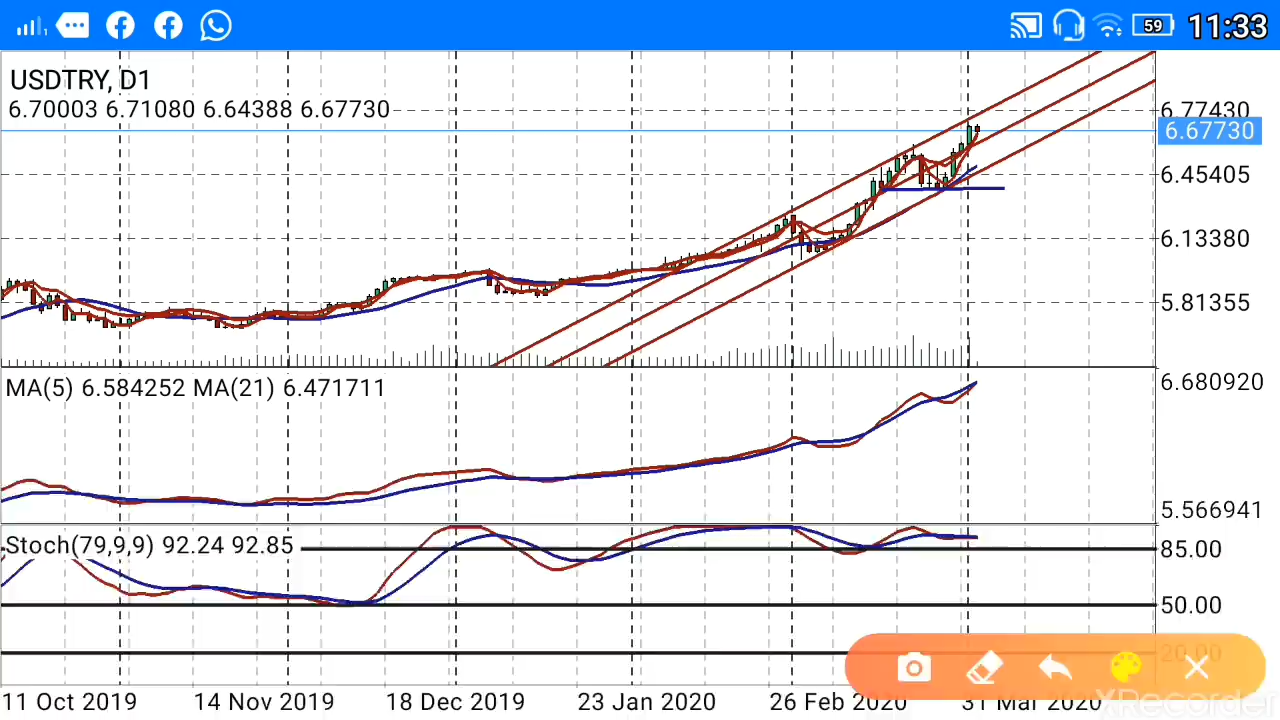 59 11:33
USDTRY, D1
6.70003 6.71080 6.64388 6.67730
6.77430
6.67730
6.45405
6.13380
5.81355
MA(5) 6.584252 MA(21) 6.471711
6.680920
5.566941
Stoch(79,9,9) 92.24 92.85
85.00
50.00
20.00
11 Oct 2019 14 Nov 2019 18 Dec 2019 23 Jan 2020 26 Feb 2020 31 Mar 2020
XRecorder